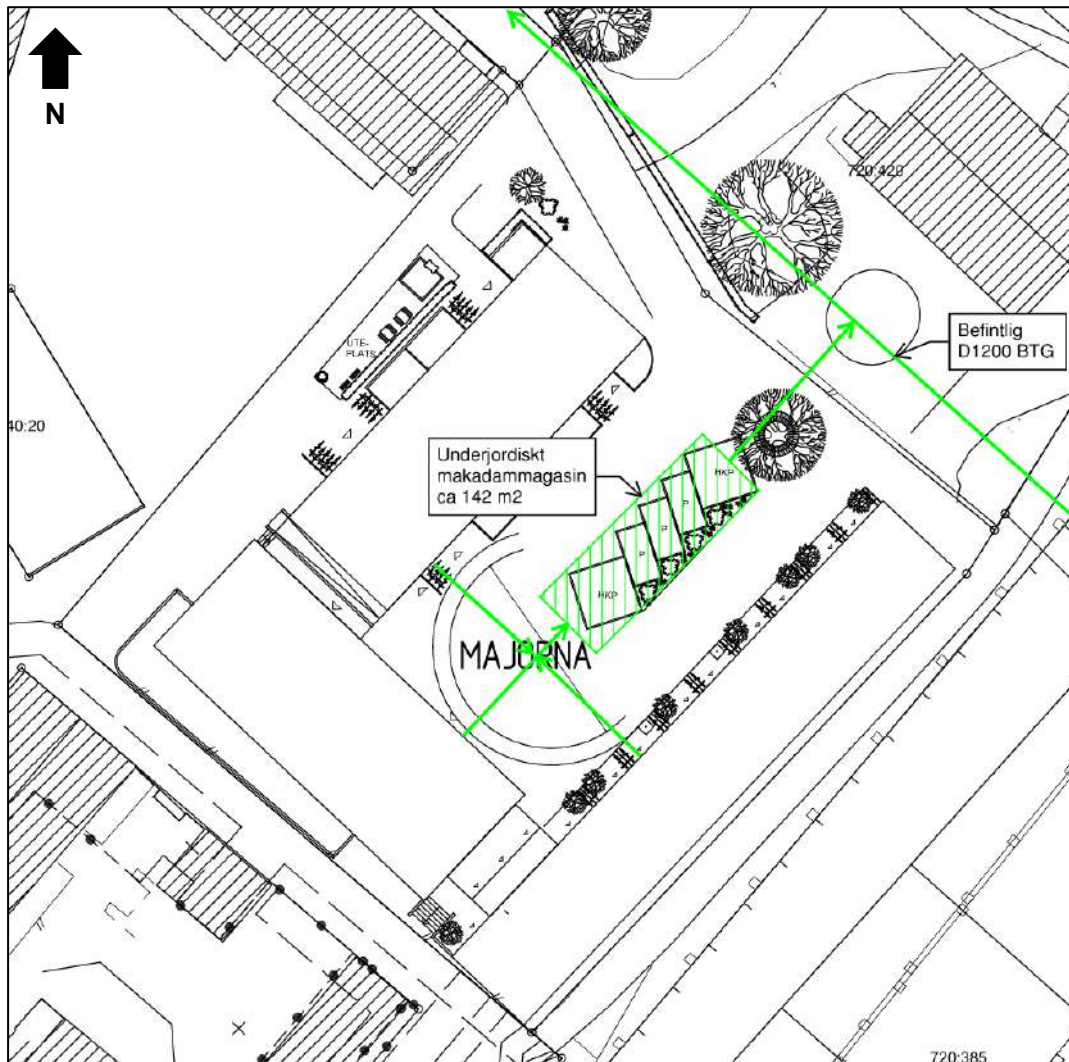 N
720:420
Befintlig
D1200 BTG
UTE-
PLATS
40:20
Underjordiskt
makadammagasin
ca 142 m2
HKP
P
P
P
HKP
MAJORNA
720:385